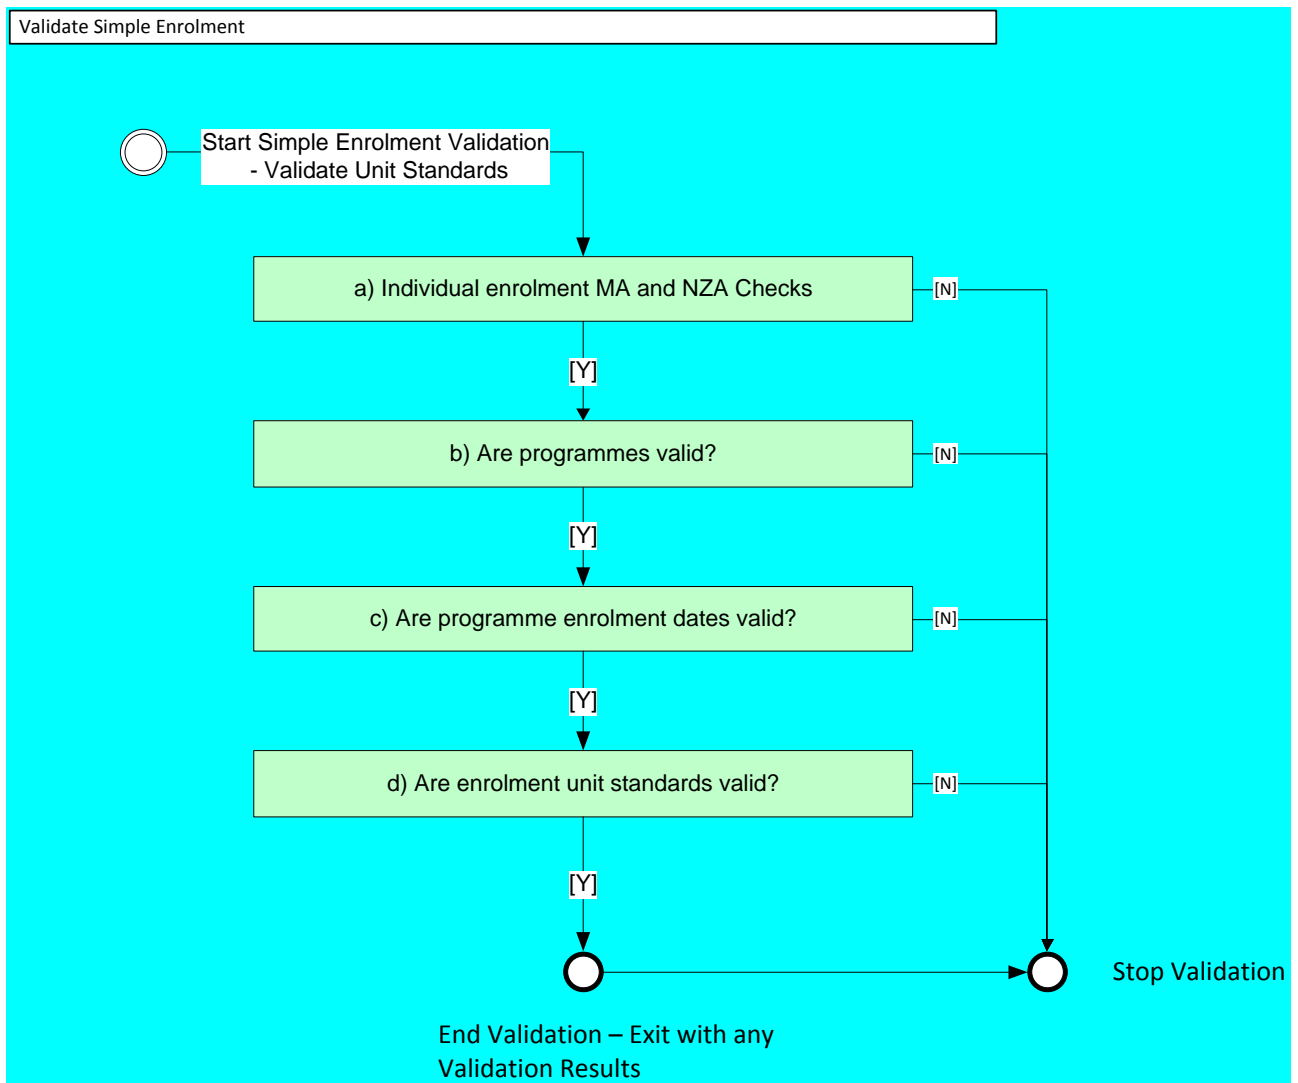 Validate Simple Enrolment
Start Simple Enrolment Validation
- Validate Unit Standards
a) Individual enrolment MA and NZA Checks
[N]
[Y]
b) Are programmes valid?
[N]
[Y]
c) Are programme enrolment dates valid?
[N]
[Y]
d) Are enrolment unit standards valid?
[N]
[Y]
Stop Validation
End Validation – Exit with any
Validation Results